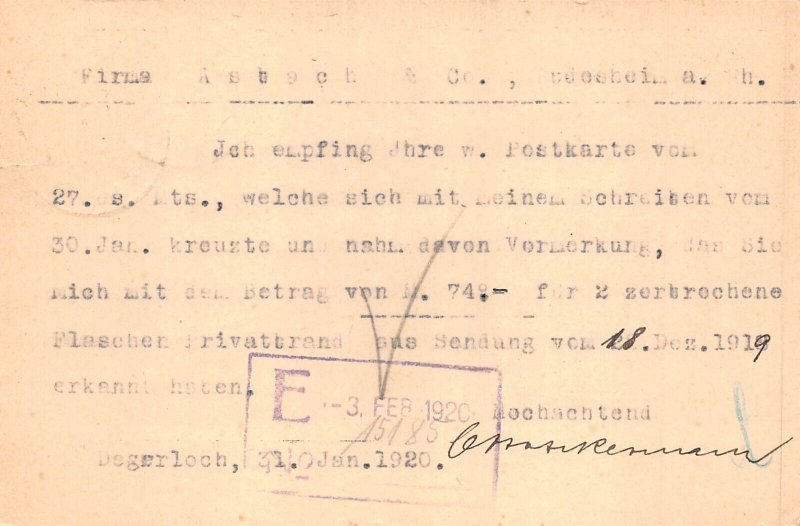 Firma Asbach & Co., Rüdesheim a. Rh.
Ich empfing Ihre w. Postkarte vom
27. ds. Mts., welche sich mit meinem Schreiben vom
30.Jan. kreuzte und nahm davon Vormerkung, das Sie
mich mit dem Betrag von M. 74.- für 2 zerbrochene
Flaschen Privatbrand aus Sendung vom 18.Dez.1919
erkannt haben.
E -3. FEB 1920
15185
Hochachtend
Degerloch, 31. Jan.1920.